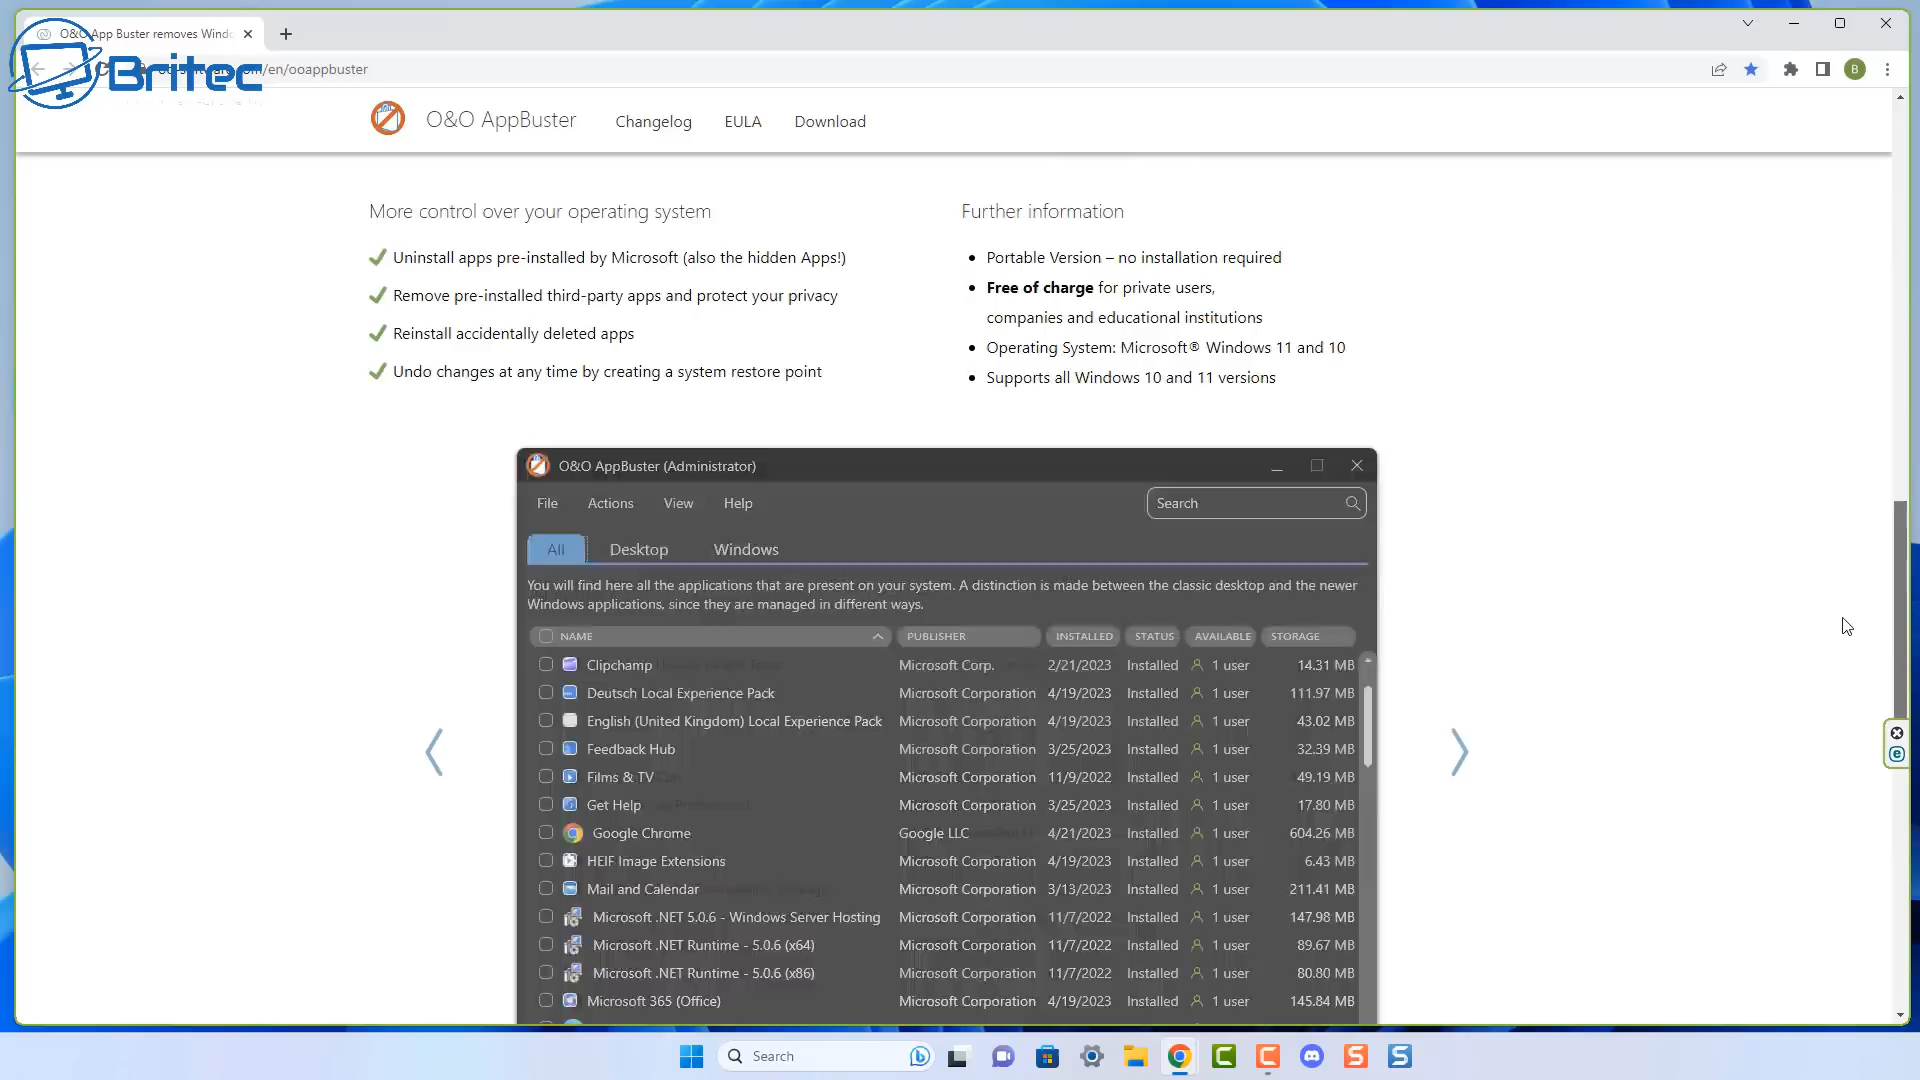 O&O App Buster removes Windo
Britec
/en/ooappbuster
B
O&O AppBuster Changelog EULA Download
More control over your operating system
Uninstall apps pre-installed by Microsoft (also the hidden Apps!)
Remove pre-installed third-party apps and protect your privacy
Reinstall accidentally deleted apps
Undo changes at any time by creating a system restore point
Further information
Portable Version – no installation required
Free of charge for private users,
companies and educational institutions
Operating System: Microsoft® Windows 11 and 10
Supports all Windows 10 and 11 versions
O&O AppBuster (Administrator)
File Actions View Help Search
All Desktop Windows
You will find here all the applications that are present on your system. A distinction is made between the classic desktop and the newer
Windows applications, since they are managed in different ways.
NAME PUBLISHER INSTALLED STATUS AVAILABLE STORAGE
Clipchamp Microsoft Corp. 2/21/2023 Installed 1 user 14.31 MB
Deutsch Local Experience Pack Microsoft Corporation 4/19/2023 Installed 1 user 111.97 MB
English (United Kingdom) Local Experience Pack Microsoft Corporation 4/19/2023 Installed 1 user 43.02 MB
Feedback Hub Microsoft Corporation 3/25/2023 Installed 1 user 32.39 MB
Films & TV Microsoft Corporation 11/9/2022 Installed 1 user 49.19 MB
Get Help Microsoft Corporation 3/25/2023 Installed 1 user 17.80 MB
Google Chrome Google LLC 4/21/2023 Installed 1 user 604.26 MB
HEIF Image Extensions Microsoft Corporation 4/19/2023 Installed 1 user 6.43 MB
Mail and Calendar Microsoft Corporation 3/13/2023 Installed 1 user 211.41 MB
Microsoft .NET 5.0.6 - Windows Server Hosting Microsoft Corporation 11/7/2022 Installed 1 user 147.98 MB
Microsoft .NET Runtime - 5.0.6 (x64) Microsoft Corporation 11/7/2022 Installed 1 user 89.67 MB
Microsoft .NET Runtime - 5.0.6 (x86) Microsoft Corporation 11/7/2022 Installed 1 user 80.80 MB
Microsoft 365 (Office) Microsoft Corporation 4/19/2023 Installed 1 user 145.84 MB
Search